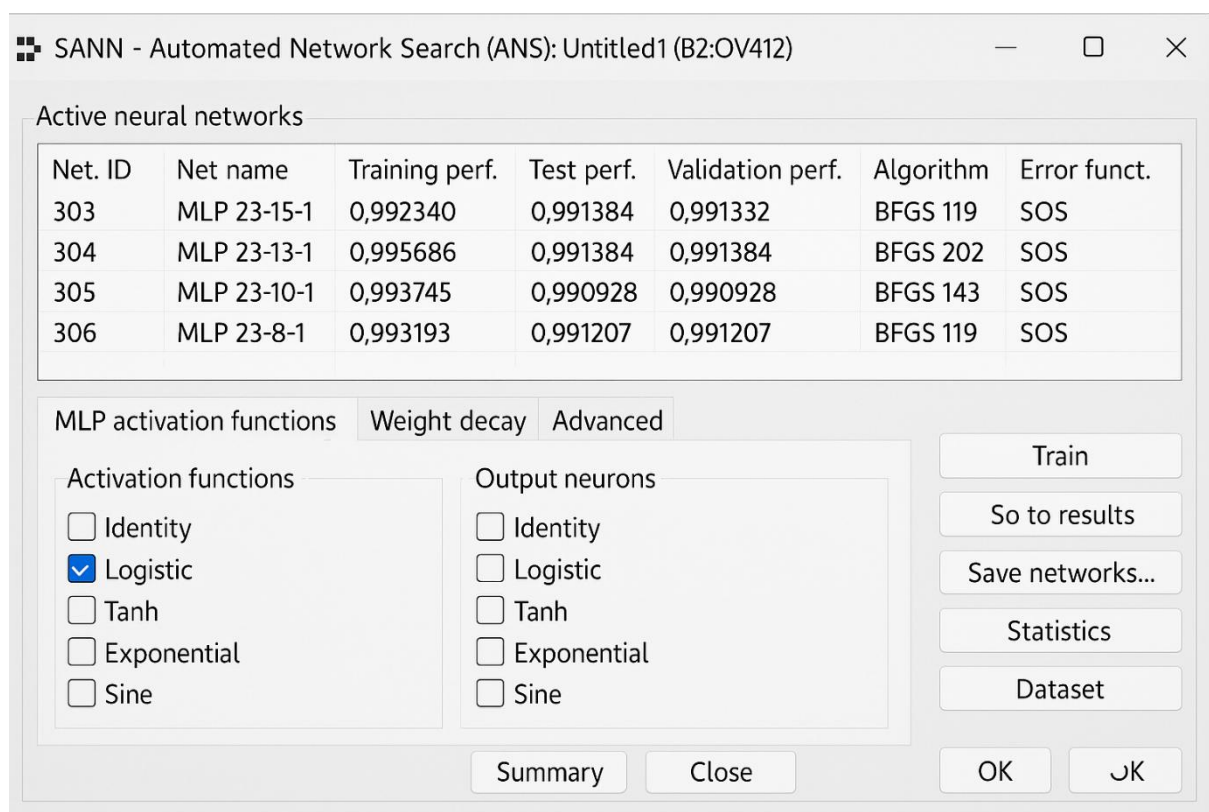 SANN - Automated Network Search (ANS): Untitled1 (B2:OV412)
Active neural networks
Net. ID Net name Training perf. Test perf. Validation perf. Algorithm Error funct.
303 MLP 23-15-1 0,992340 0,991384 0,991332 BFGS 119 SOS
304 MLP 23-13-1 0,995686 0,991384 0,991384 BFGS 202 SOS
305 MLP 23-10-1 0,993745 0,990928 0,990928 BFGS 143 SOS
306 MLP 23-8-1 0,993193 0,991207 0,991207 BFGS 119 SOS
MLP activation functions Weight decay Advanced
Activation functions
Identity
Logistic
Tanh
Exponential
Sine
Output neurons
Identity
Logistic
Tanh
Exponential
Sine
Train
So to results
Save networks...
Statistics
Dataset
Summary Close OK